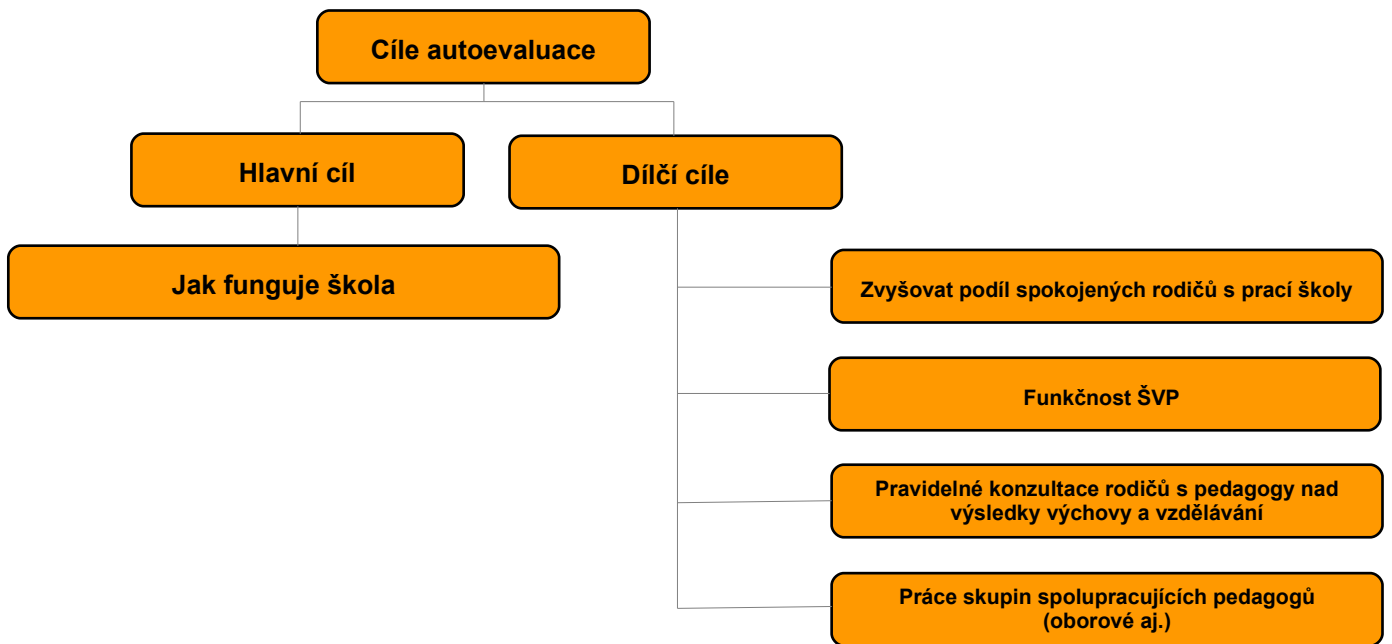 Cíle autoevaluace
Hlavní cíl
Dílčí cíle
Jak funguje škola
Zvyšovat podíl spokojených rodičů s prací školy
Funkčnost ŠVP
Pravidelné konzultace rodičů s pedagogy nad
výsledky výchovy a vzdělávání
Práce skupin spolupracujících pedagogů
(oborové aj.)